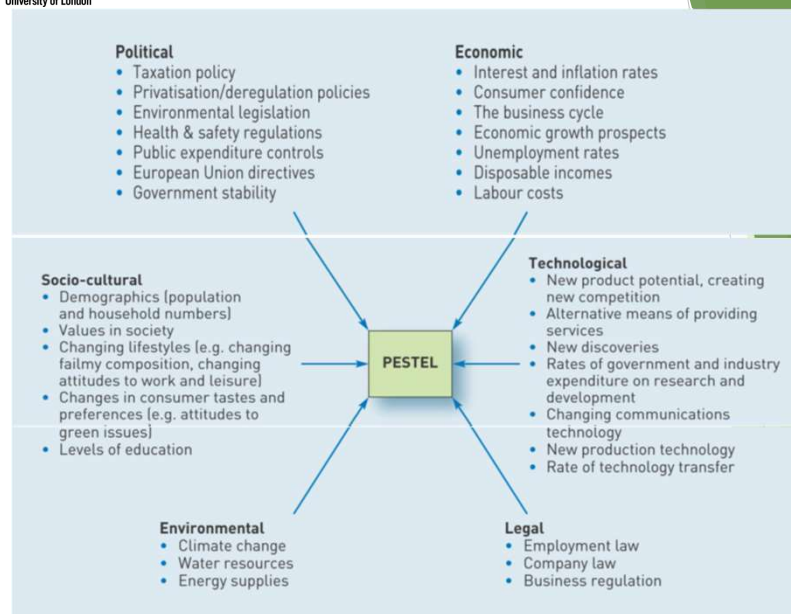 University of London
Political
• Taxation policy
• Privatisation/deregulation policies
• Environmental legislation
• Health & safety regulations
• Public expenditure controls
• European Union directives
• Government stability
Economic
• Interest and inflation rates
• Consumer confidence
• The business cycle
• Economic growth prospects
• Unemployment rates
• Disposable incomes
• Labour costs
Socio-cultural
• Demographics (population
and household numbers)
• Values in society
• Changing lifestyles (e.g. changing
failmy composition, changing
attitudes to work and leisure)
• Changes in consumer tastes and
preferences (e.g. attitudes to
green issues)
• Levels of education
PESTEL
Technological
• New product potential, creating
new competition
• Alternative means of providing
services
• New discoveries
• Rates of government and industry
expenditure on research and
development
• Changing communications
technology
• New production technology
• Rate of technology transfer
Environmental
• Climate change
• Water resources
• Energy supplies
Legal
• Employment law
• Company law
• Business regulation